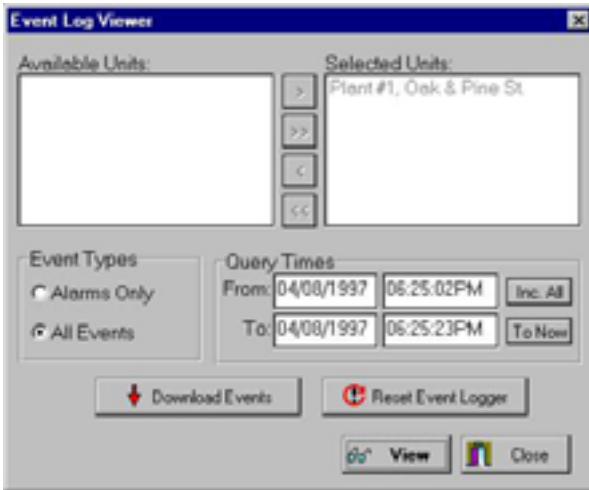 Event Log Viewer
Available Units:
Selected Units:
Plant #1, Oak & Pine St.
>
>>
<
<<
Event Types
Alarms Only
All Events
Query Times
From: 04/08/1997 06:25:02PM Inc. All
To: 04/08/1997 06:25:23PM To Now
Download Events
Reset Event Logger
View
Close